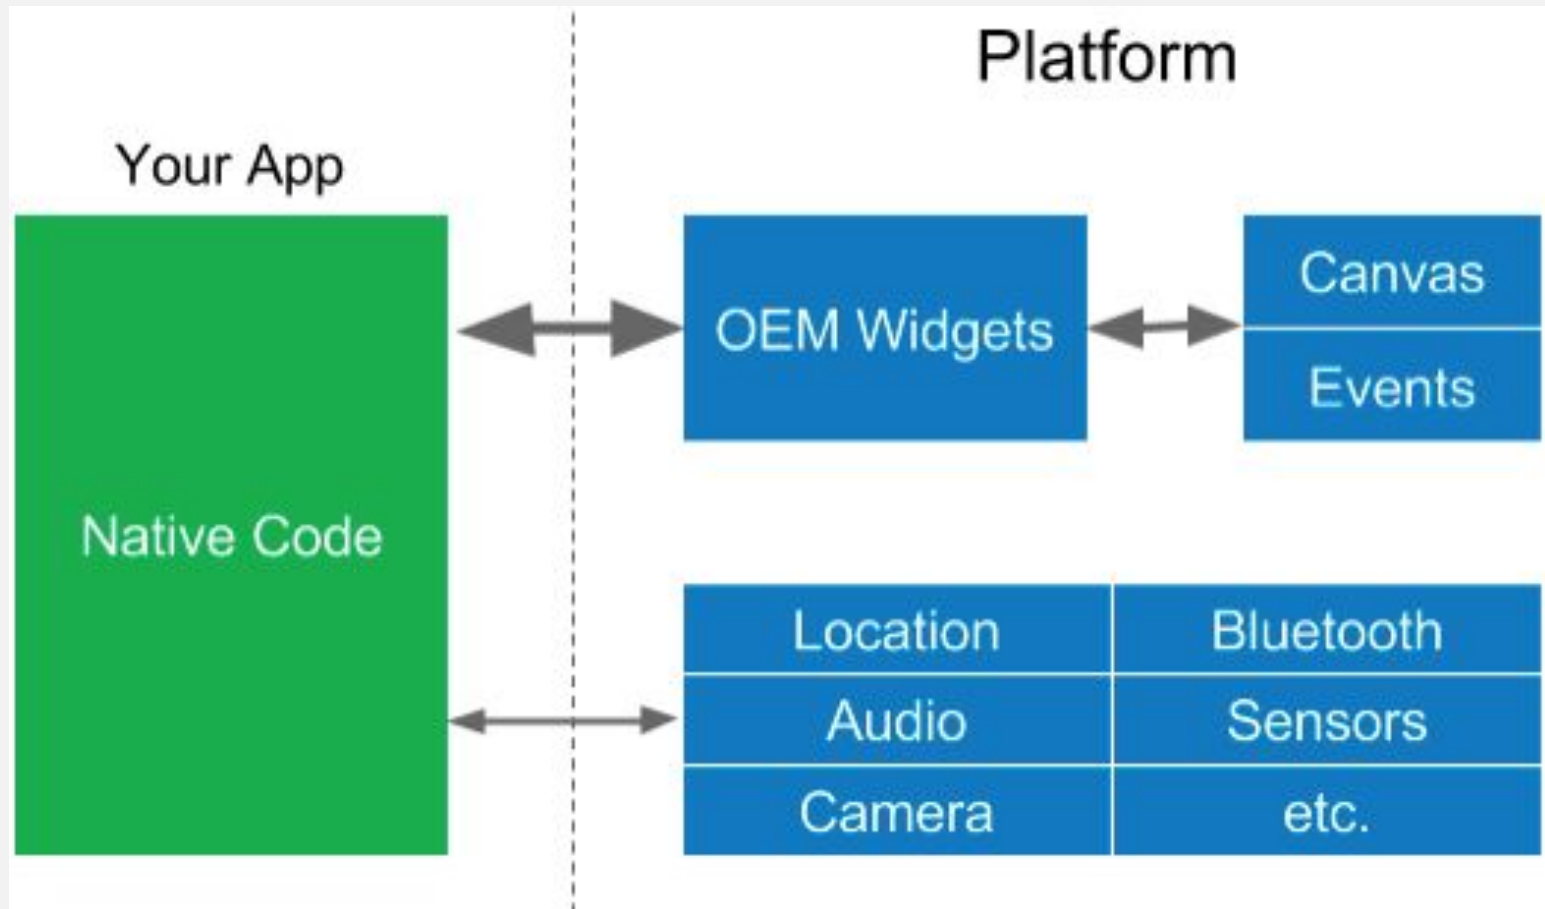 Platform
Your App
Native Code
OEM Widgets
Canvas
Events
Location
Bluetooth
Audio
Sensors
Camera
etc.